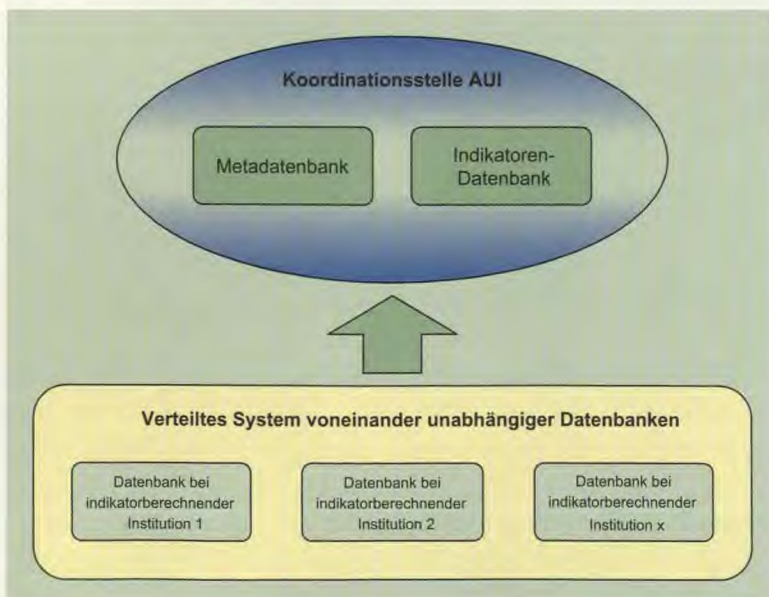 Koordinationsstelle AUI
Metadatenbank
Indikatoren-
Datenbank
Verteiltes System voneinander unabhängiger Datenbanken
Datenbank bei
indikatorberechnender
Institution 1
Datenbank bei
indikatorberechnender
Institution 2
Datenbank bei
indikatorberechnender
Institution x